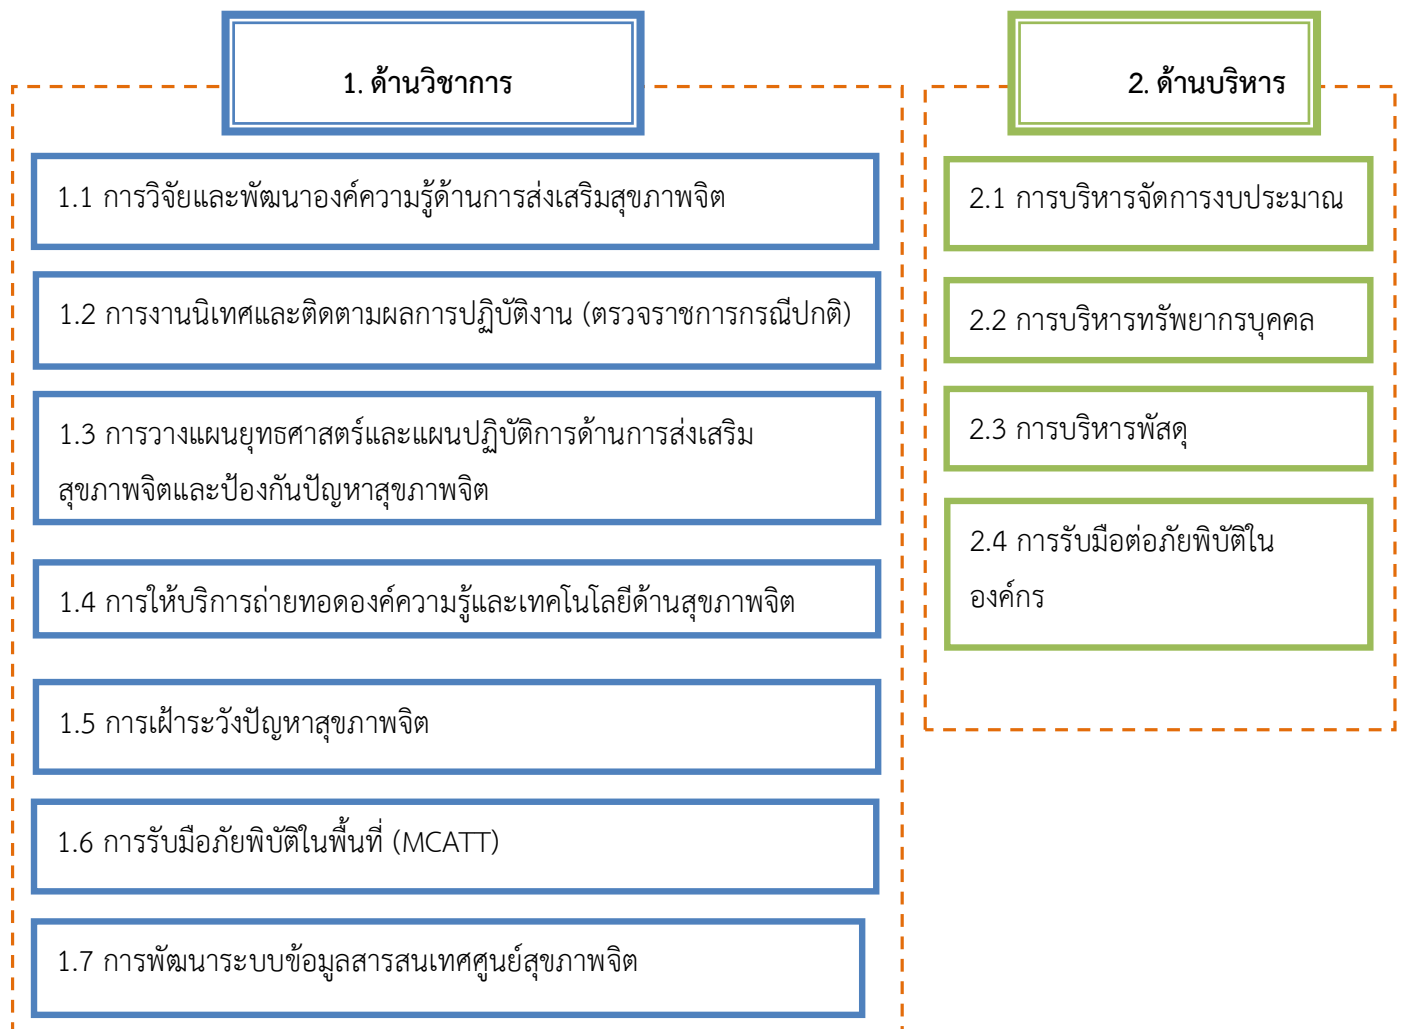 1. ด้านวิชาการ
1.1 การวิจัยและพัฒนาองค์ความรู้ด้านการส่งเสริมสุขภาพจิต
1.2 การงานนิเทศและติดตามผลการปฏิบัติงาน (ตรวจราชการกรณีปกติ)
1.3 การวางแผนยุทธศาสตร์และแผนปฏิบัติการด้านการส่งเสริม
สุขภาพจิตและป้องกันปัญหาสุขภาพจิต
1.4 การให้บริการถ่ายทอดองค์ความรู้และเทคโนโลยีด้านสุขภาพจิต
1.5 การเฝ้าระวังปัญหาสุขภาพจิต
1.6 การรับมือภัยพิบัติในพื้นที่ (MCATT)
1.7 การพัฒนาระบบข้อมูลสารสนเทศศูนย์สุขภาพจิต
2. ด้านบริหาร
2.1 การบริหารจัดการงบประมาณ
2.2 การบริหารทรัพยากรบุคคล
2.3 การบริหารพัสดุ
2.4 การรับมือต่อภัยพิบัติใน
องค์กร